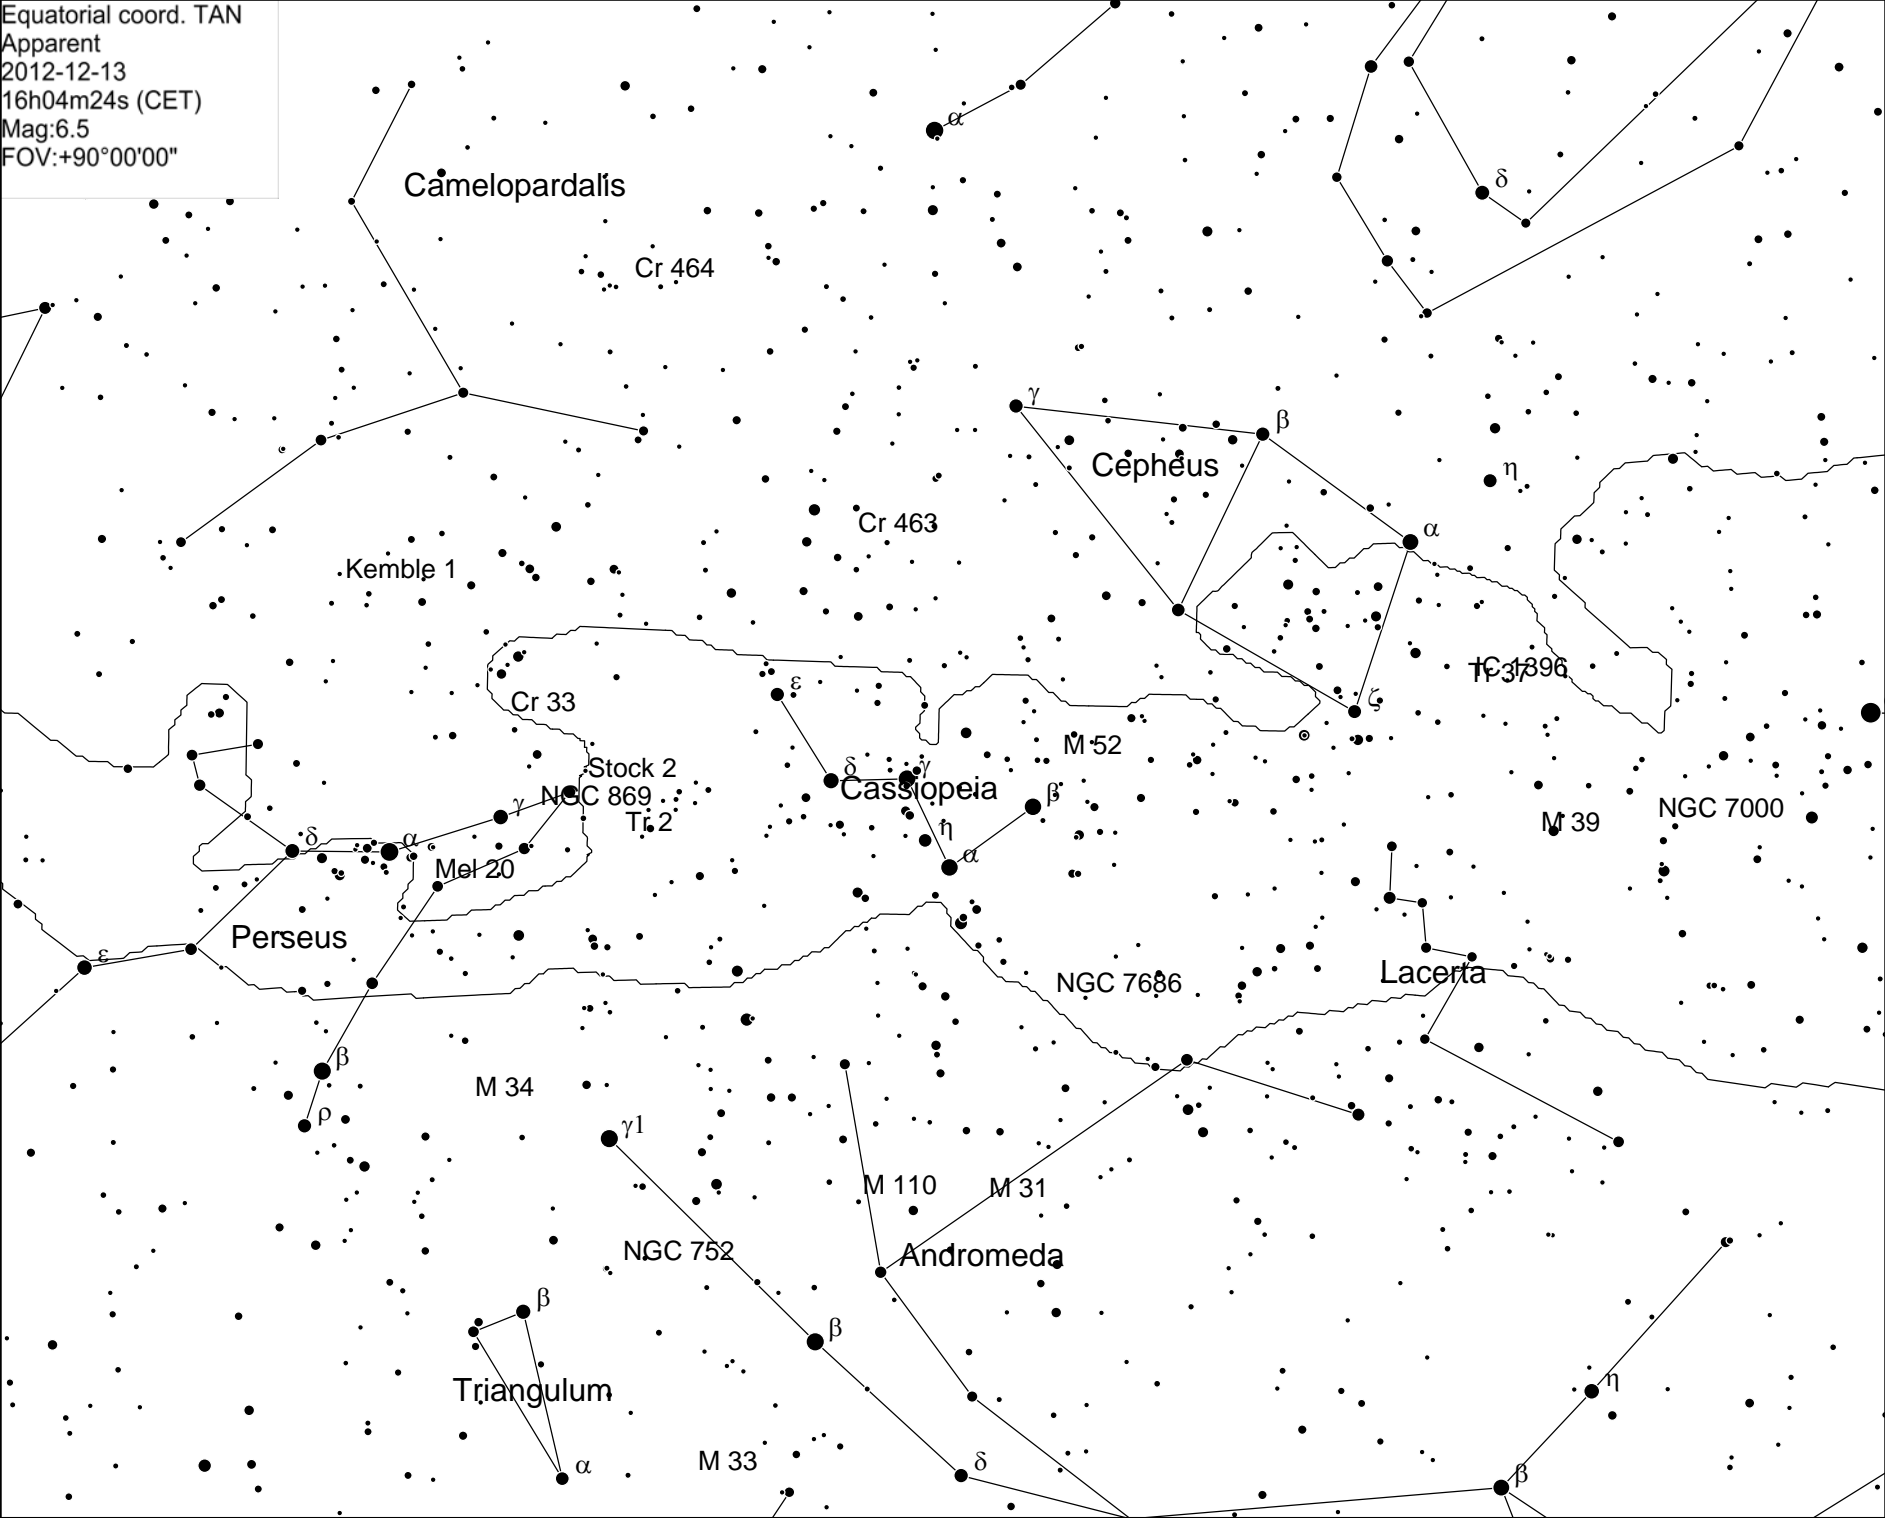 Equatorial coord. TAN
Apparent
2012-12-13
16h04m24s (CET)
Mag:6.5
FOV:+90°00'00"
α
Camelopardalis
δ
Cr 464
γ
β
Cepheus
η
Cr 463
α
Kemble 1
IC 1396
Tr 37
ε
Cr 33
ζ
M 52
Stock 2
δ
γ
Cassiopeia
NGC 869
β
γ
NGC 7000
Tr 2
M 39
η
δ
α
α
Mel 20
Perseus
ε
Lacerta
NGC 7686
β
M 34
ρ
γ1
M 110
M 31
NGC 752
Andromeda
β
β
η
Triangulum
M 33
α
δ
β